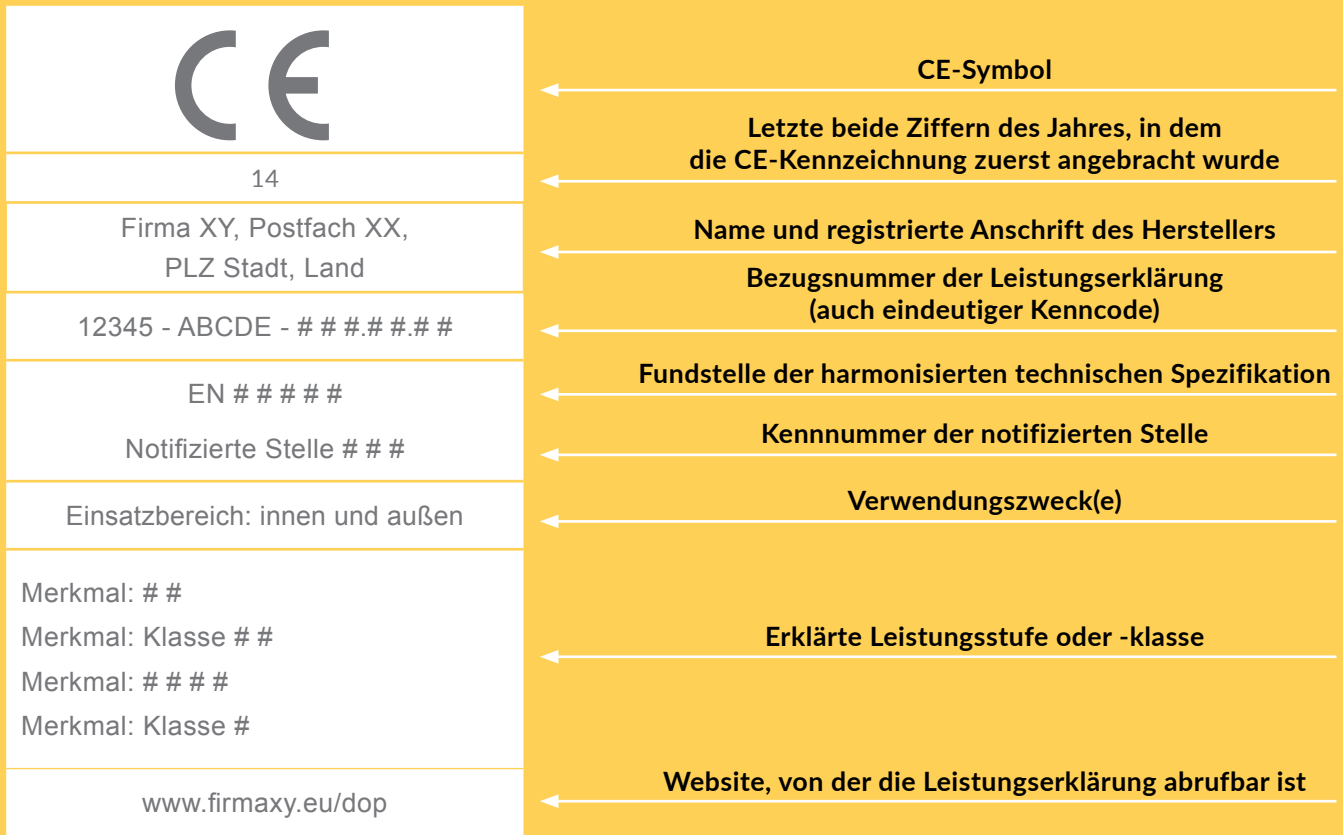 CE
CE-Symbol
Letzte beide Ziffern des Jahres, in dem
die CE-Kennzeichnung zuerst angebracht wurde
14
Firma XY, Postfach XX,
PLZ Stadt, Land
Name und registrierte Anschrift des Herstellers
Bezugsnummer der Leistungserklärung
(auch eindeutiger Kenncode)
12345 - ABCDE - # # #.# #.# #
Fundstelle der harmonisierten technischen Spezifikation
EN # # # # #
Kennnummer der notifizierten Stelle
Notifizierte Stelle # # #
Verwendungszweck(e)
Einsatzbereich: innen und außen
Merkmal: # #
Merkmal: Klasse # #
Merkmal: # # # #
Merkmal: Klasse #
Erklärte Leistungsstufe oder -klasse
Website, von der die Leistungserklärung abrufbar ist
www.firmaxy.eu/dop